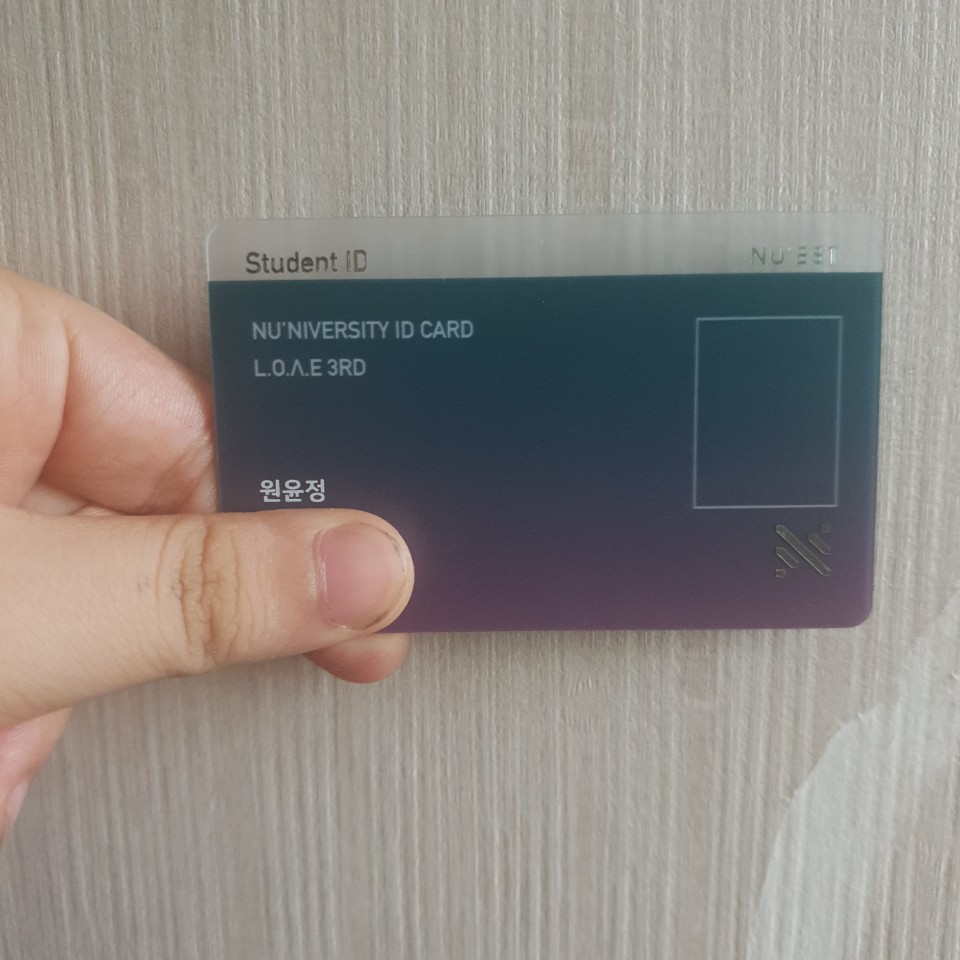 Student ID
NU'EST
NU'NIVERSITY ID CARD
L.O.Λ.E 3RD
원윤정